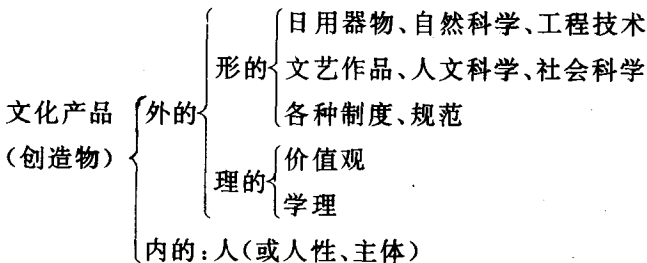 日用器物、自然科学、工程技术
形的 文艺作品、人文科学、社会科学
文化产品 外的 各种制度、规范
(创造物) 价值观
理的
学理
内的:人(或人性、主体)